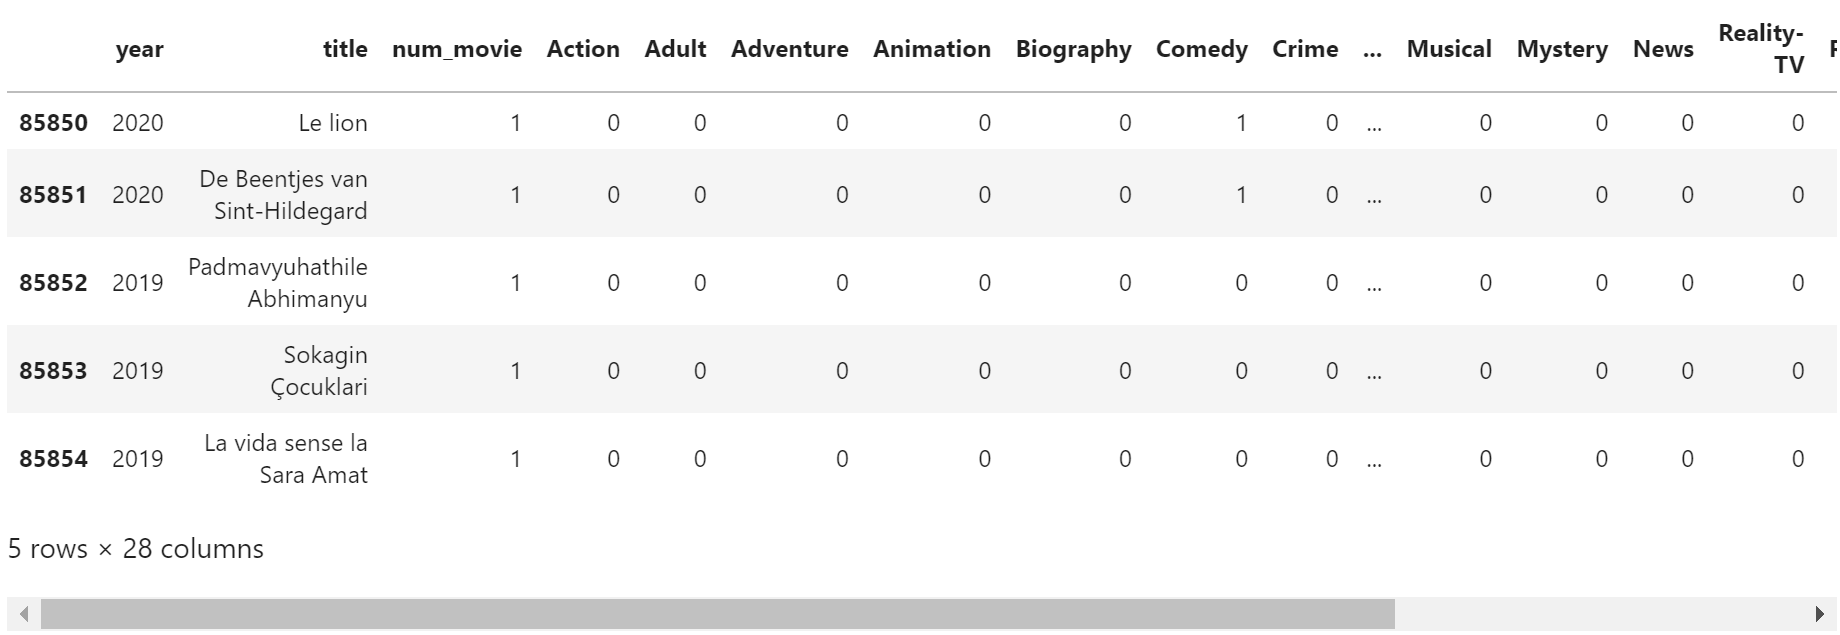 year title num_movie Action Adult Adventure Animation Biography Comedy Crime ... Musical Mystery News Reality-
TV
85850 2020 Le lion 1 0 0 0 0 0 1 0 ... 0 0 0 0
85851 2020 De Beentjes van
Sint-Hildegard 1 0 0 0 0 0 1 0 ... 0 0 0 0
85852 2019 Padmavyuhathile
Abhimanyu 1 0 0 0 0 0 0 0 ... 0 0 0 0
85853 2019 Sokagin
Çocuklari 1 0 0 0 0 0 0 0 ... 0 0 0 0
85854 2019 La vida sense la
Sara Amat 1 0 0 0 0 0 0 0 ... 0 0 0 0
5 rows × 28 columns